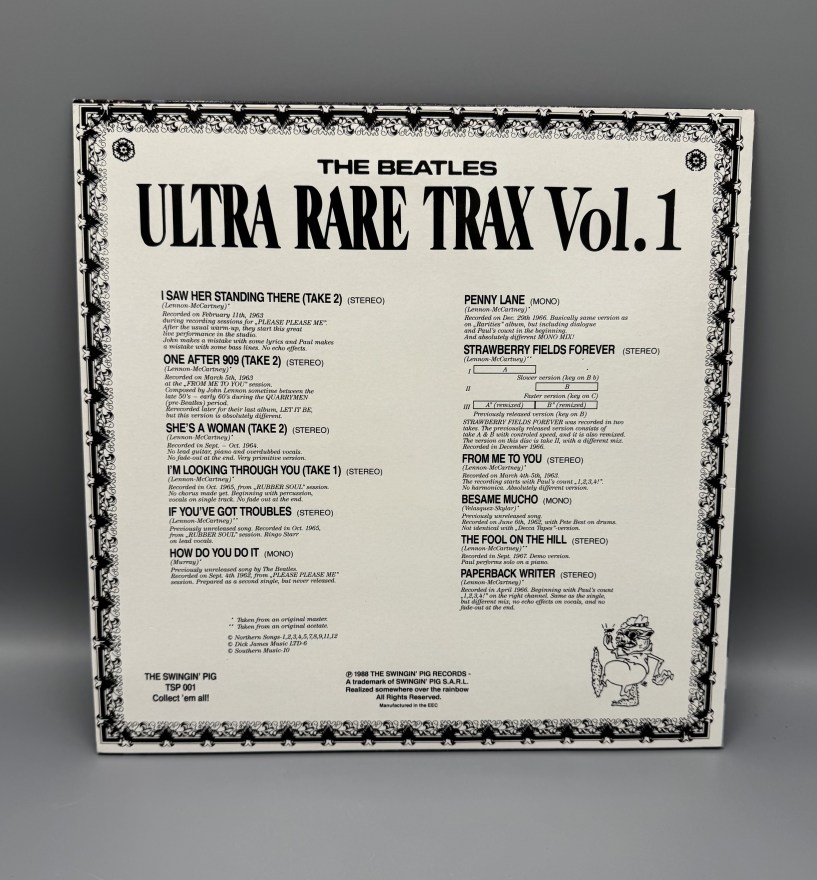 THE BEATLES
ULTRA RARE TRAX Vol.1
I SAW HER STANDING THERE (TAKE 2) (STEREO)
(Lennon-McCartney)*
Recorded on February 11th, 1963
during recording sessions for „PLEASE PLEASE ME".
After the usual warm-up, they start this great
live performance in the studio.
John makes a mistake with some lyrics and Paul makes
a mistake with some bass lines. No echo effects.
ONE AFTER 909 (TAKE 2) (STEREO)
(Lennon-McCartney)*
Recorded on March 5th, 1963
at the „FROM ME TO YOU" session.
Composed by John Lennon sometime between the
late 50's – early 60's during the QUARRYMEN
(pre-Beatles) period.
Rerecorded later for their last album, LET IT BE,
but this version is absolutely different.
SHE'S A WOMAN (TAKE 2) (STEREO)
(Lennon-McCartney)*
Recorded in Sept. – Oct. 1964.
No lead guitar, piano and overdubbed vocals.
No fade-out at the end. Very primitive version.
I'M LOOKING THROUGH YOU (TAKE 1) (STEREO)
(Lennon-McCartney)*
Recorded in Oct. 1965, from „RUBBER SOUL" session.
No chorus made yet. Beginning with percussion,
vocals on single track. No fade out at the end.
IF YOU'VE GOT TROUBLES (STEREO)
(Lennon-McCartney)**
Previously unreleased song. Recorded in Oct. 1965,
from „RUBBER SOUL" session. Ringo Starr
on lead vocals.
HOW DO YOU DO IT (MONO)
(Murray)*
Previously unreleased song by The Beatles.
Recorded on Sept. 4th 1962, from „PLEASE PLEASE ME"
session. Prepared as a second single, but never released.
* Taken from an original master.
** Taken from an original acetate.
© Northern Songs-1,2,3,4,5,7,8,9,11,12
© Dick James Music LTD-6
© Southern Music-10
PENNY LANE (MONO)
(Lennon-McCartney)*
Recorded on Dec. 29th 1966. Basically same version as
on „Rarities" album, but including dialogue
and Paul's count in the beginning.
And absolutely different MONO MIX!
STRAWBERRY FIELDS FOREVER (STEREO)
(Lennon-McCartney)**
I A
Slower version (key on B b)
II B
Faster version (key on C)
III A' (remixed) B' (remixed)
Previously released version (key on B)
STRAWBERRY FIELDS FOREVER was recorded in two
takes. The previously released version consists of
take A & B with controled speed, and it is also remixed.
The version on this disc is take II, with a different mix.
Recorded in December 1966.
FROM ME TO YOU (STEREO)
(Lennon-McCartney)*
Recorded on March 4th-5th, 1963.
The recording starts with Paul's count „1,2,3,4!".
No harmonica. Absolutely different version.
BESAME MUCHO (MONO)
(Velasquez-Skylar)*
Previously unreleased song.
Recorded on June 6th, 1962, with Pete Best on drums.
Not identical with „Decca Tapes"-version.
THE FOOL ON THE HILL (STEREO)
(Lennon-McCartney)**
Recorded in Sept. 1967. Demo version.
Paul performs solo on a piano.
PAPERBACK WRITER (STEREO)
(Lennon-McCartney)*
Recorded in April 1966. Beginning with Paul's count
„1,2,3,4!" on the right channel. Same as the single,
but different mix, no echo effects on vocals, and no
fade-out at the end.
THE SWINGIN' PIG
TSP 001
Collect 'em all!
℗ 1988 THE SWINGIN' PIG RECORDS -
A trademark of SWINGIN' PIG S.A.R.L.
Realized somewhere over the rainbow
All Rights Reserved.
Manufactured in the EEC